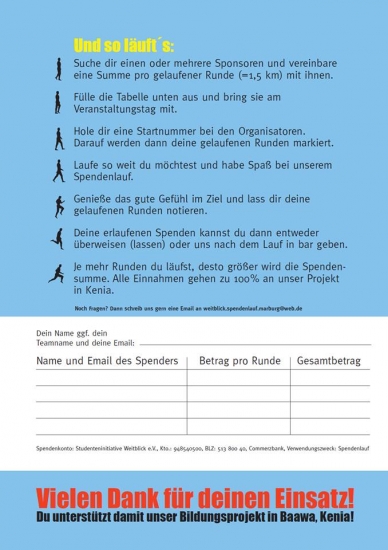 Und so läuft´s:
Suche dir einen oder mehrere Sponsoren und vereinbare
eine Summe pro gelaufener Runde (=1,5 km) mit ihnen.
Fülle die Tabelle unten aus und bring sie am
Veranstaltungstag mit.
Hole dir eine Startnummer bei den Organisatoren.
Darauf werden dann deine gelaufenen Runden markiert.
Laufe so weit du möchtest und habe Spaß bei unserem
Spendenlauf.
Genieße das gute Gefühl im Ziel und lass dir deine
gelaufenen Runden notieren.
Deine erlaufenen Spenden kannst du dann entweder
überweisen (lassen) oder uns nach dem Lauf in bar geben.
Je mehr Runden du läufst, desto größer wird die Spenden-
summe. Alle Einnahmen gehen zu 100% an unser Projekt
in Kenia.
Noch Fragen? Dann schreib uns gern eine Email an weitblick.spendenlauf.marburg@web.de
Dein Name ggf. dein
Teamname und deine Email:
Name und Email des Spenders Betrag pro Runde Gesamtbetrag
Spendenkonto: Studenteninitiative Weitblick e.V., Kto.: 948540500, BLZ: 513 800 40, Commerzbank, Verwendungszweck: Spendenlauf
Vielen Dank für deinen Einsatz!
Du unterstützt damit unser Bildungsprojekt in Baawa, Kenia!